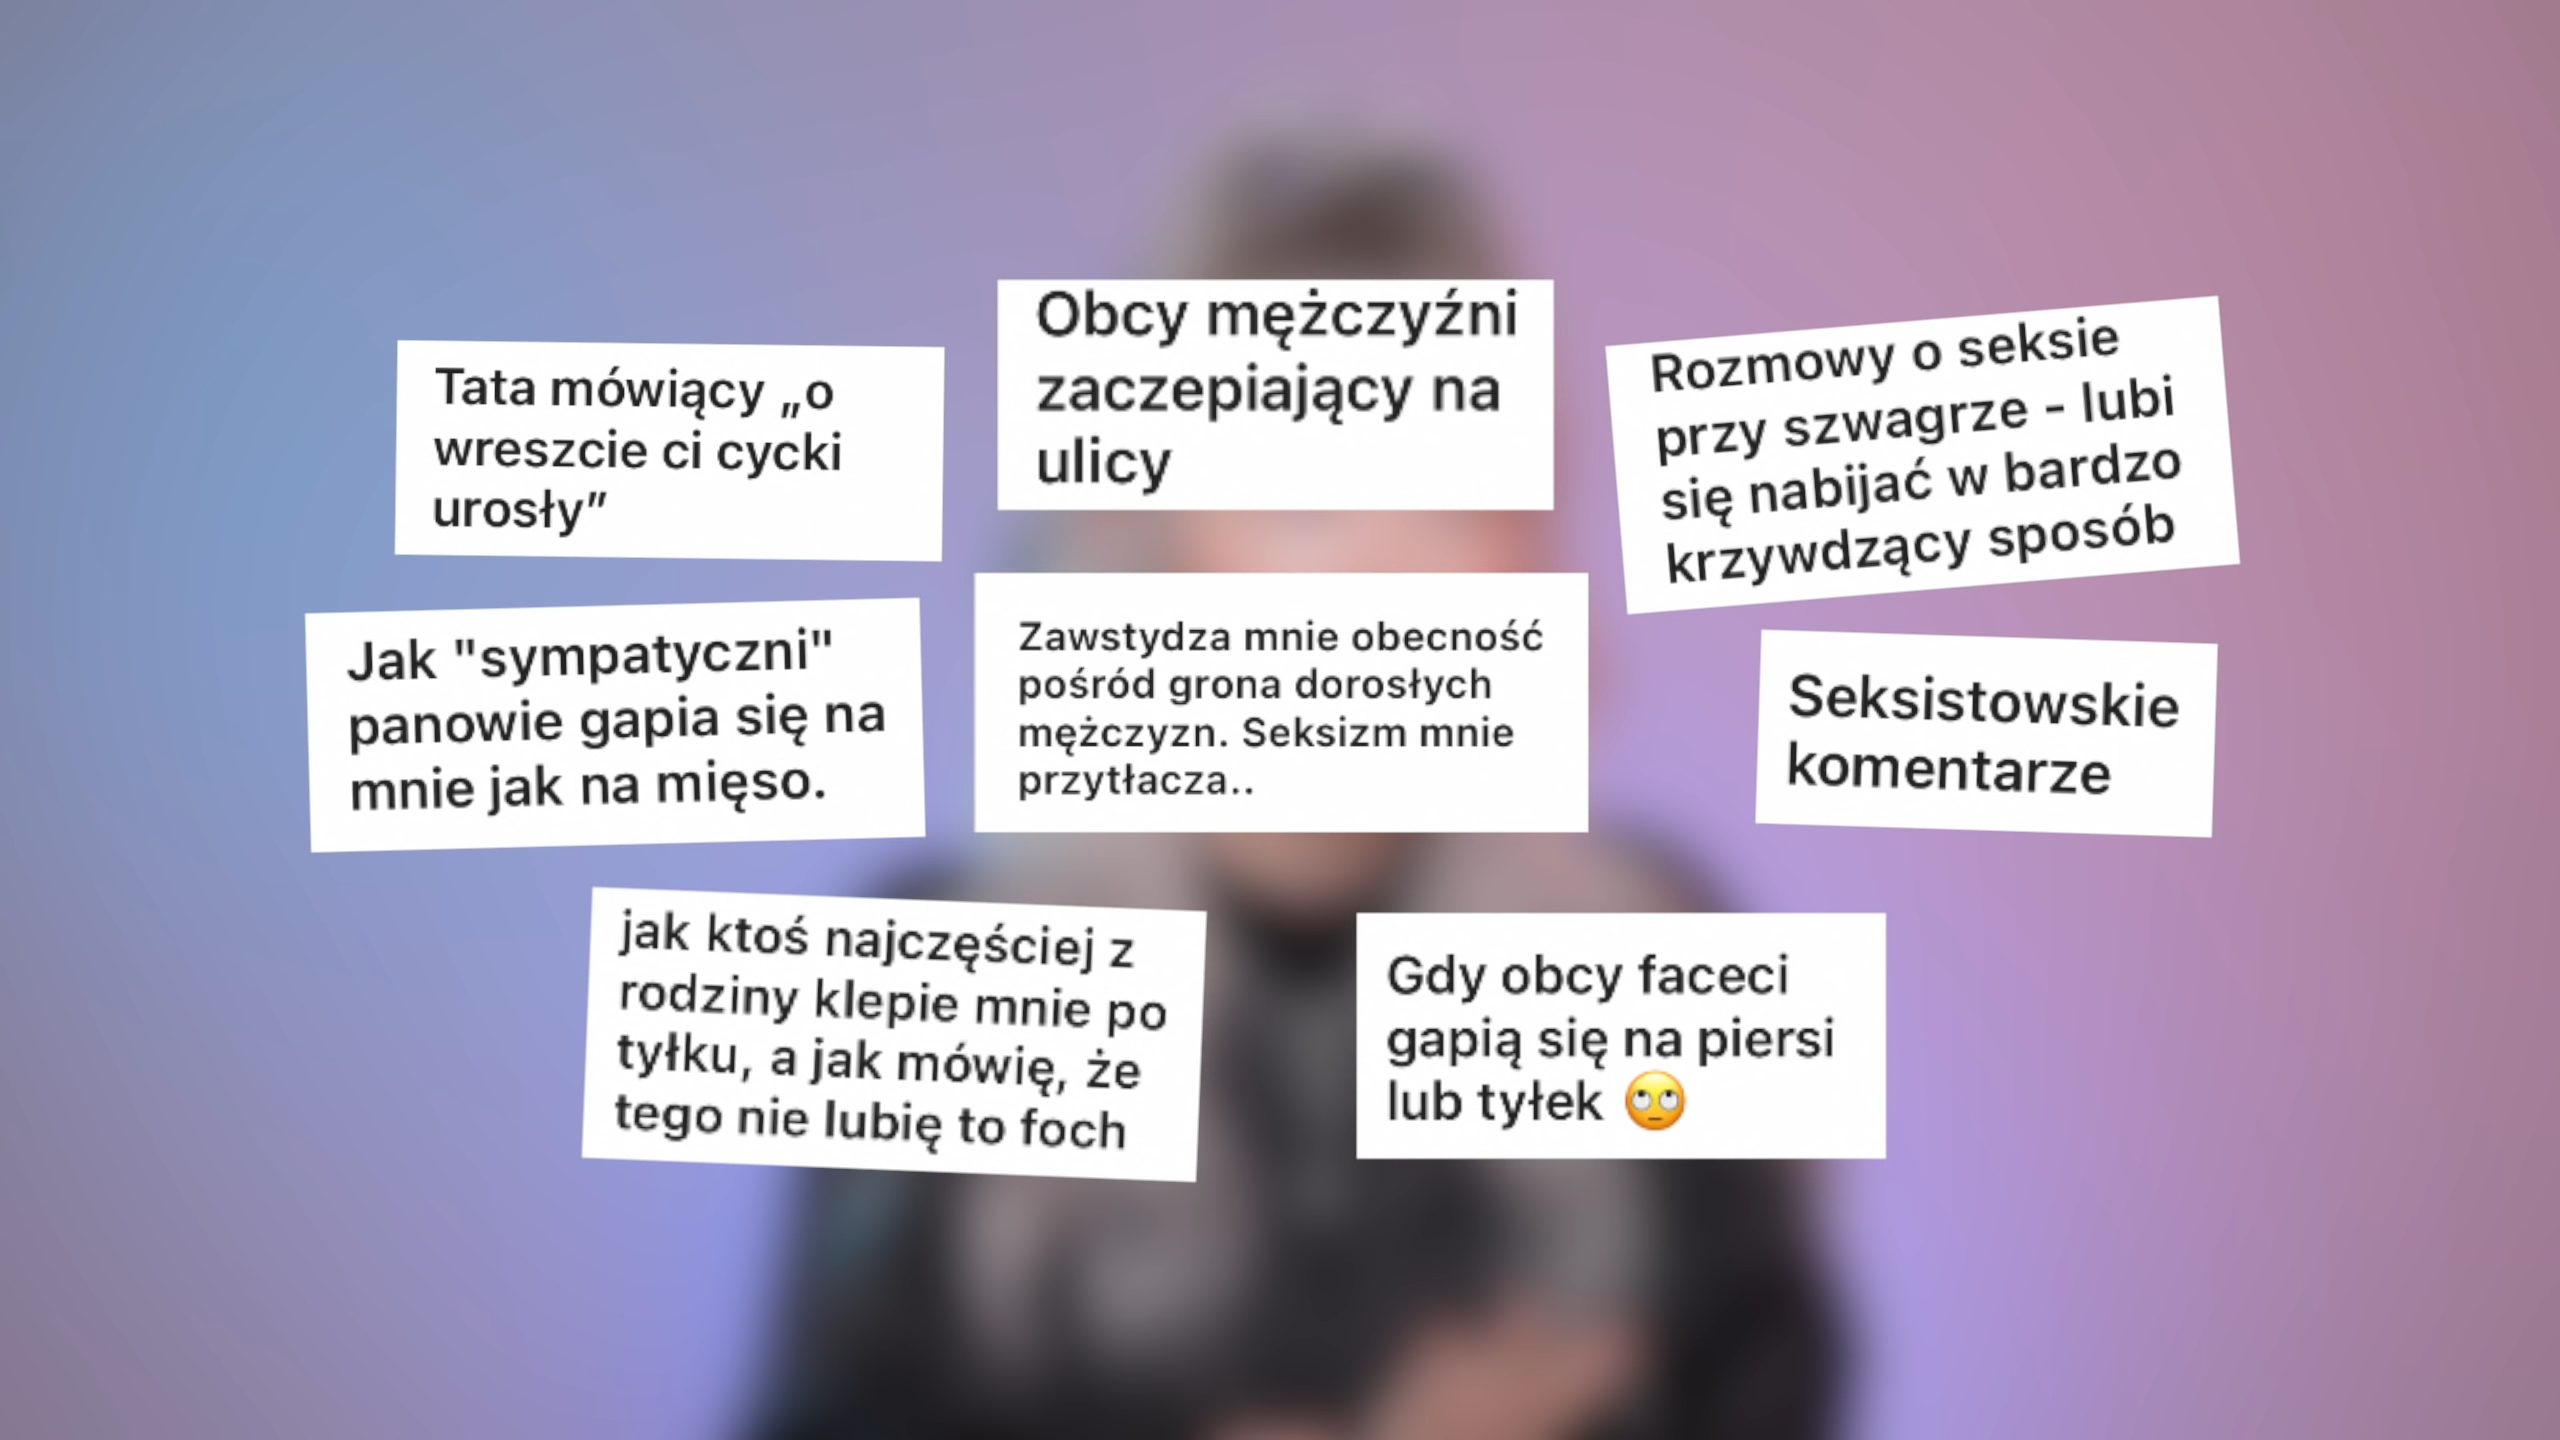 Tata mówiący „o
wreszcie ci cycki
urosły”
Obcy mężczyźni
zaczepiający na
ulicy
Rozmowy o seksie
przy szwagrze - lubi
się nabijać w bardzo
krzywdzący sposób
Jak "sympatyczni"
panowie gapia się na
mnie jak na mięso.
Zawstydza mnie obecność
pośród grona dorosłych
mężczyzn. Seksizm mnie
przytłacza..
Seksistowskie
komentarze
jak ktoś najczęściej z
rodziny klepie mnie po
tyłku, a jak mówię, że
tego nie lubię to foch
Gdy obcy faceci
gapią się na piersi
lub tyłek 🙄